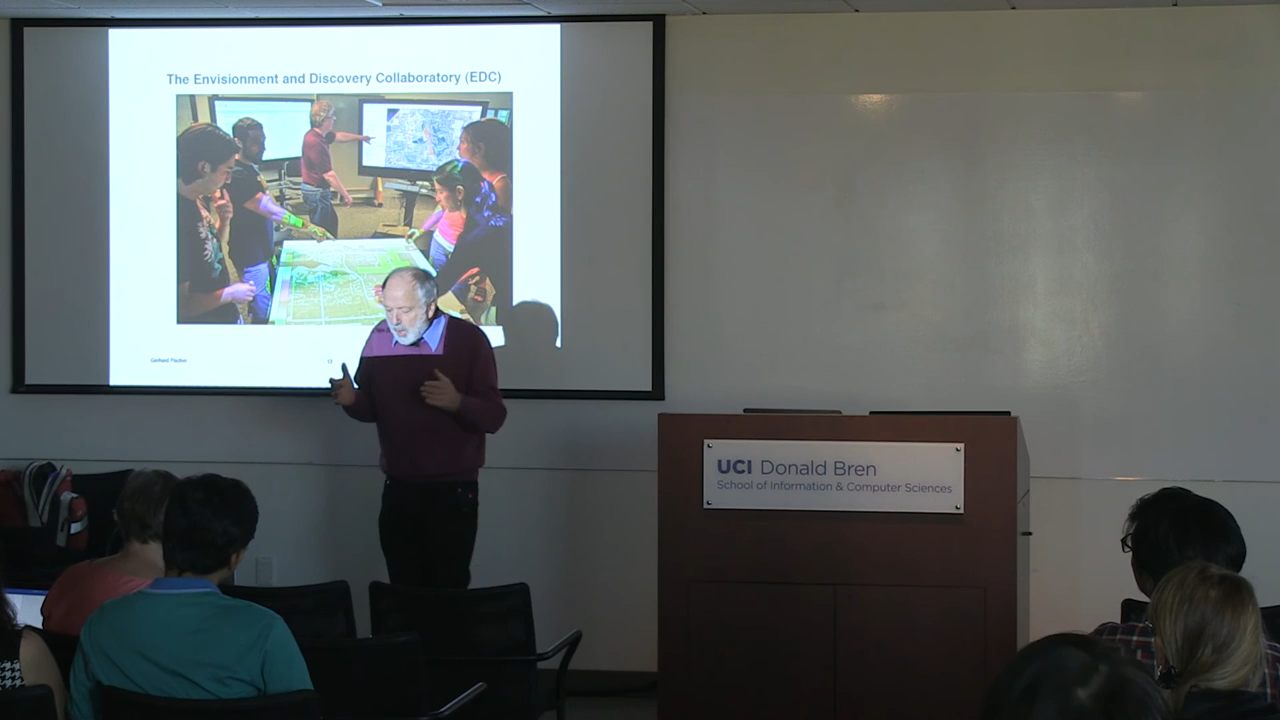 The Envisionment and Discovery Collaboratory (EDC)
Gerhard Fischer
UCI Donald Bren
School of Information & Computer Sciences